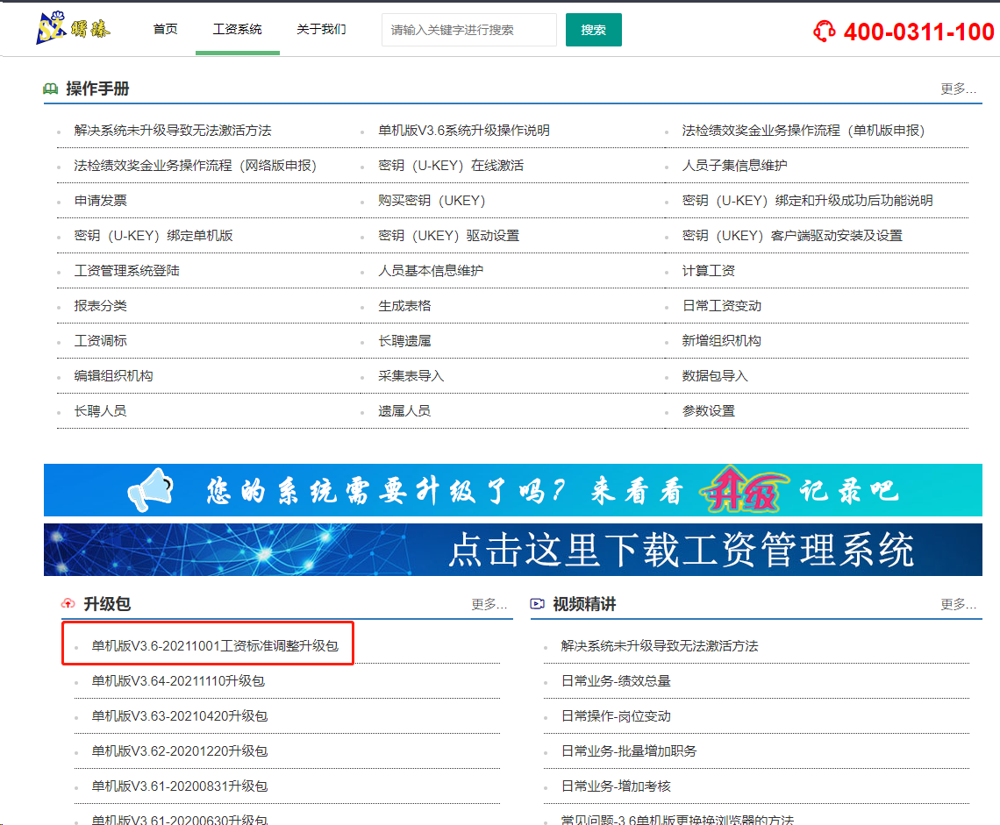 SZ 曙臻
首页 工资系统 关于我们 请输入关键字进行搜索 搜索 400-0311-100
操作手册 更多...
解决系统未升级导致无法激活方法 单机版V3.6系统升级操作说明 法检绩效奖金业务操作流程（单机版申报）
法检绩效奖金业务操作流程（网络版申报） 密钥（U-KEY）在线激活 人员子集信息维护
申请发票 购买密钥（UKEY） 密钥（U-KEY）绑定和升级成功后功能说明
密钥（U-KEY）绑定单机版 密钥（UKEY）驱动设置 密钥（UKEY）客户端驱动安装及设置
工资管理系统登陆 人员基本信息维护 计算工资
报表分类 生成表格 日常工资变动
工资调标 长聘遗属 新增组织机构
编辑组织机构 采集表导入 数据包导入
长聘人员 遗属人员 参数设置
您的系统需要升级了吗？来看看升级记录吧
点击这里下载工资管理系统
升级包 更多...
单机版V3.6-20211001工资标准调整升级包
单机版V3.64-20211110升级包
单机版V3.63-20210420升级包
单机版V3.62-20201220升级包
单机版V3.61-20200831升级包
单机版V3.61-20200630升级包
视频精讲 更多...
解决系统未升级导致无法激活方法
日常业务-绩效总量
日常操作-岗位变动
日常业务-批量增加职务
日常业务-增加考核
常见问题-3.6单机版更换换浏览器的方法